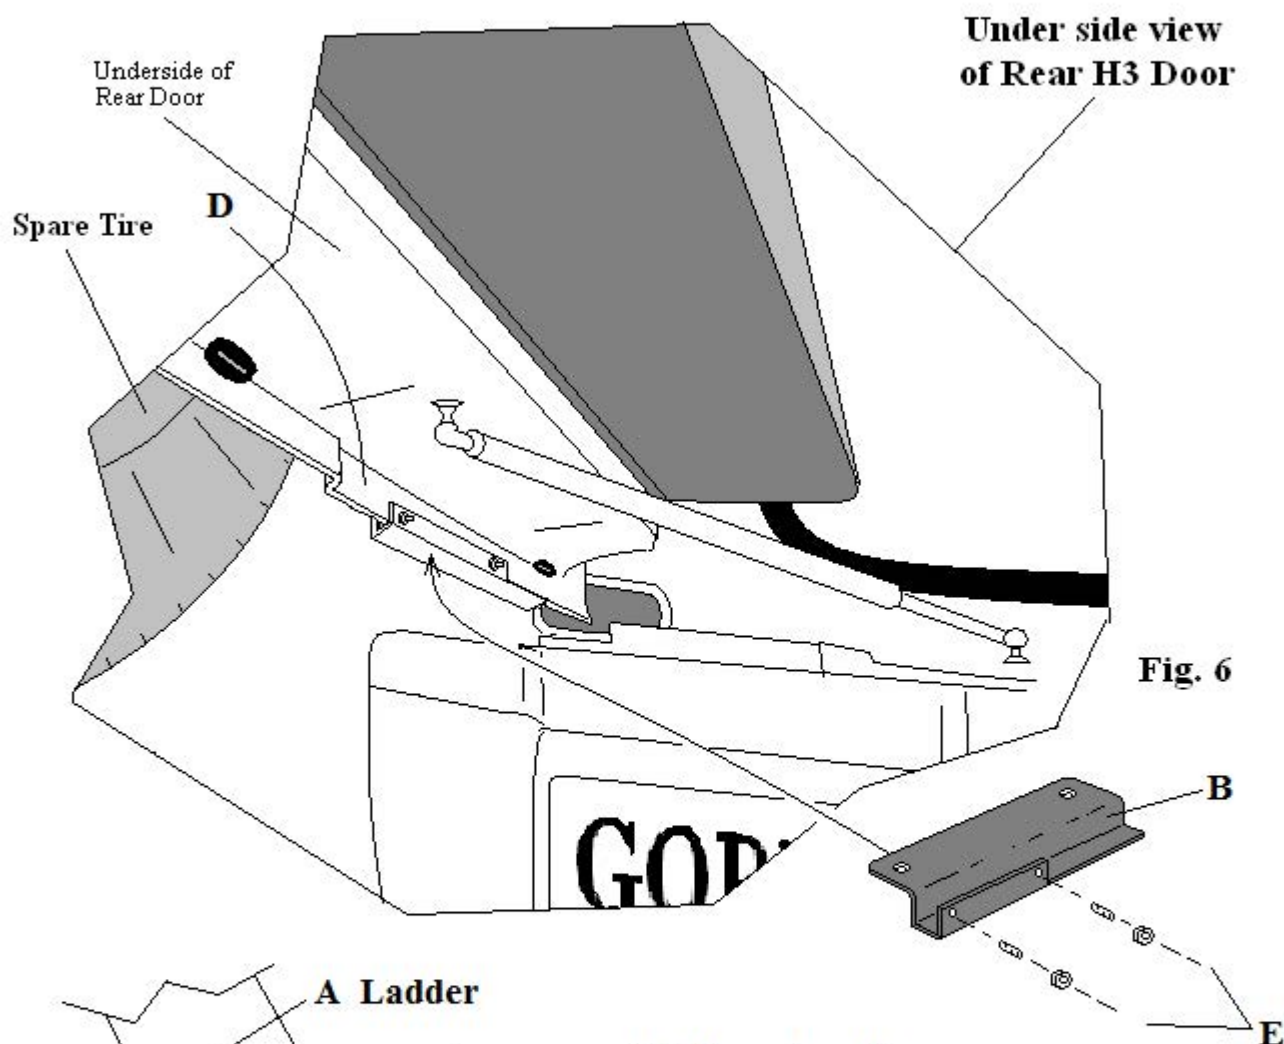 Under side view
of Rear H3 Door
Underside of
Rear Door
D
Spare Tire
Fig. 6
B
A Ladder
E